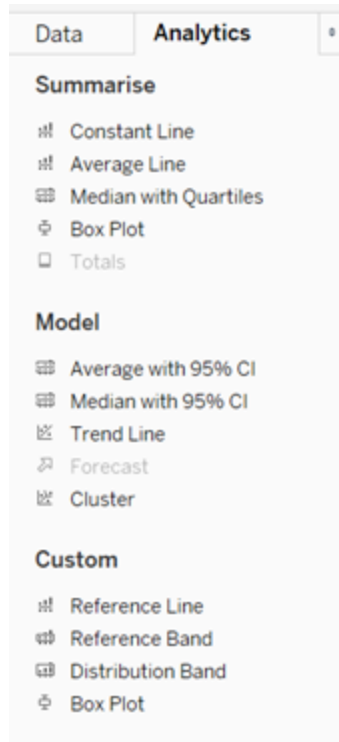 Data
Analytics
Summarise
Constant Line
Average Line
Median with Quartiles
Box Plot
Totals
Model
Average with 95% CI
Median with 95% CI
Trend Line
Forecast
Cluster
Custom
Reference Line
Reference Band
Distribution Band
Box Plot